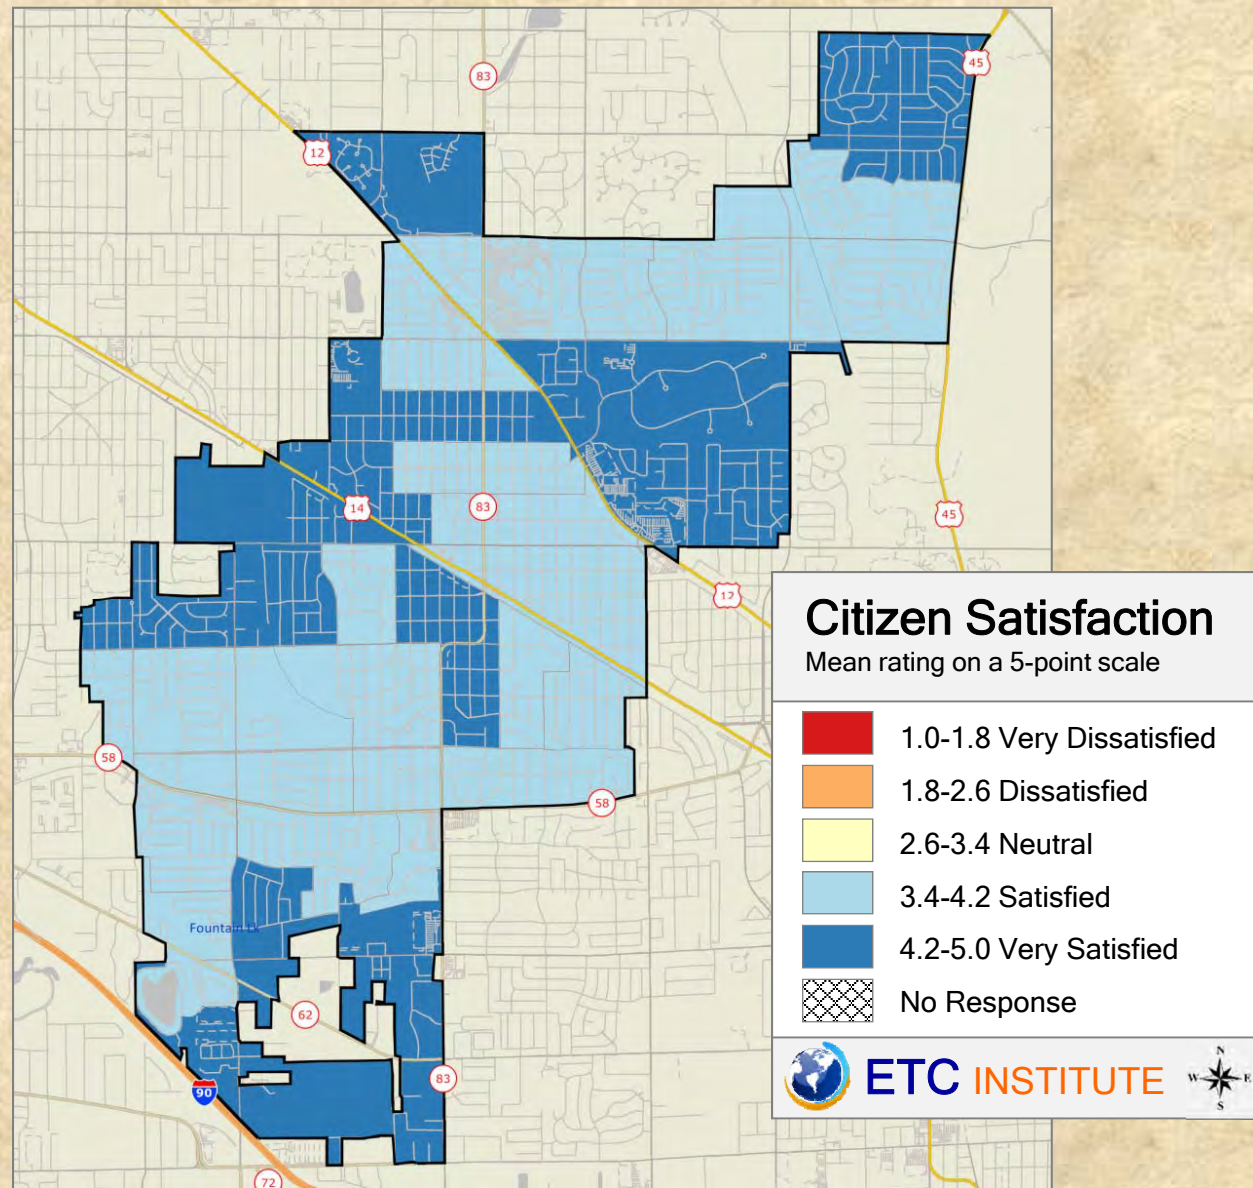 83
45
12
14
83
45
12
58
58
Fountain Lk
62
83
90
72
Citizen Satisfaction
Mean rating on a 5-point scale
1.0-1.8 Very Dissatisfied
1.8-2.6 Dissatisfied
2.6-3.4 Neutral
3.4-4.2 Satisfied
4.2-5.0 Very Satisfied
No Response
ETC INSTITUTE
N
W E
S